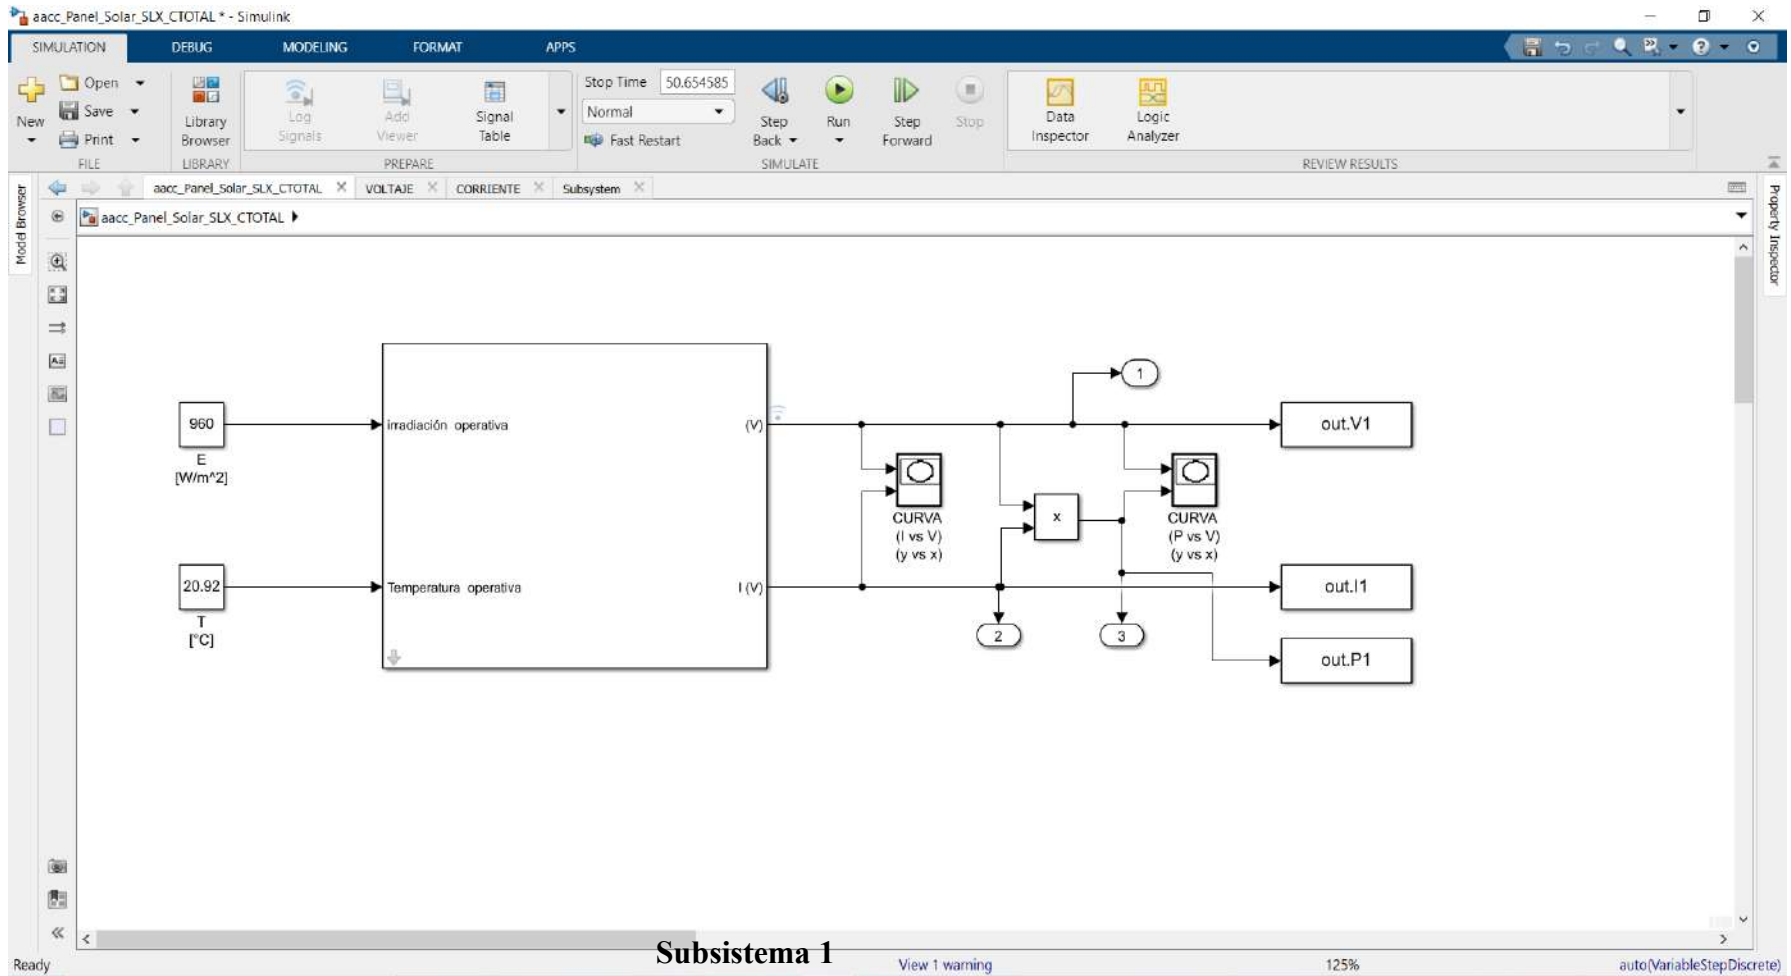 aacc_Panel_Solar_SLX_CTOTAL * - Simulink
SIMULATION DEBUG MODELING FORMAT APPS
New
Open
Save
Print
FILE
Library
Browser
LIBRARY
Log
Signals
Add
Viewer
Signal
Table
PREPARE
Stop Time 50.654585
Normal
Fast Restart
Step
Back
Run
Step
Forward
Stop
SIMULATE
Data
Inspector
Logic
Analyzer
REVIEW RESULTS
Model Browser
aacc_Panel_Solar_SLX_CTOTAL VOLTAJE CORRIENTE Subsystem
aacc_Panel_Solar_SLX_CTOTAL
Property Inspector
960
E
[W/m^2]
20.92
T
[°C]
irradiación operativa
Temperatura operativa
(V)
I (V)
CURVA
(I vs V)
(y vs x)
x
CURVA
(P vs V)
(y vs x)
1
2
3
out.V1
out.I1
out.P1
Subsistema 1
Ready View 1 warning 125% auto(VariableStepDiscrete)